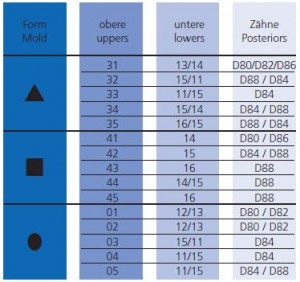 Form obere untere Zähne
Mold uppers lowers Posteriors
31 13/14 D80/D82/D86
32 15/11 D88 / D84
33 11/15 D84
34 15/14 D84 / D88
35 16/15 D88 / D84
41 14 D80 / D86
42 15 D84 / D86
43 16 D88
44 14/15 D88
45 16 D88
01 12/13 D80 / D82
02 12/13 D80 / D82
03 15/11 D84
04 11/15 D84
05 11/15 D84 / D88